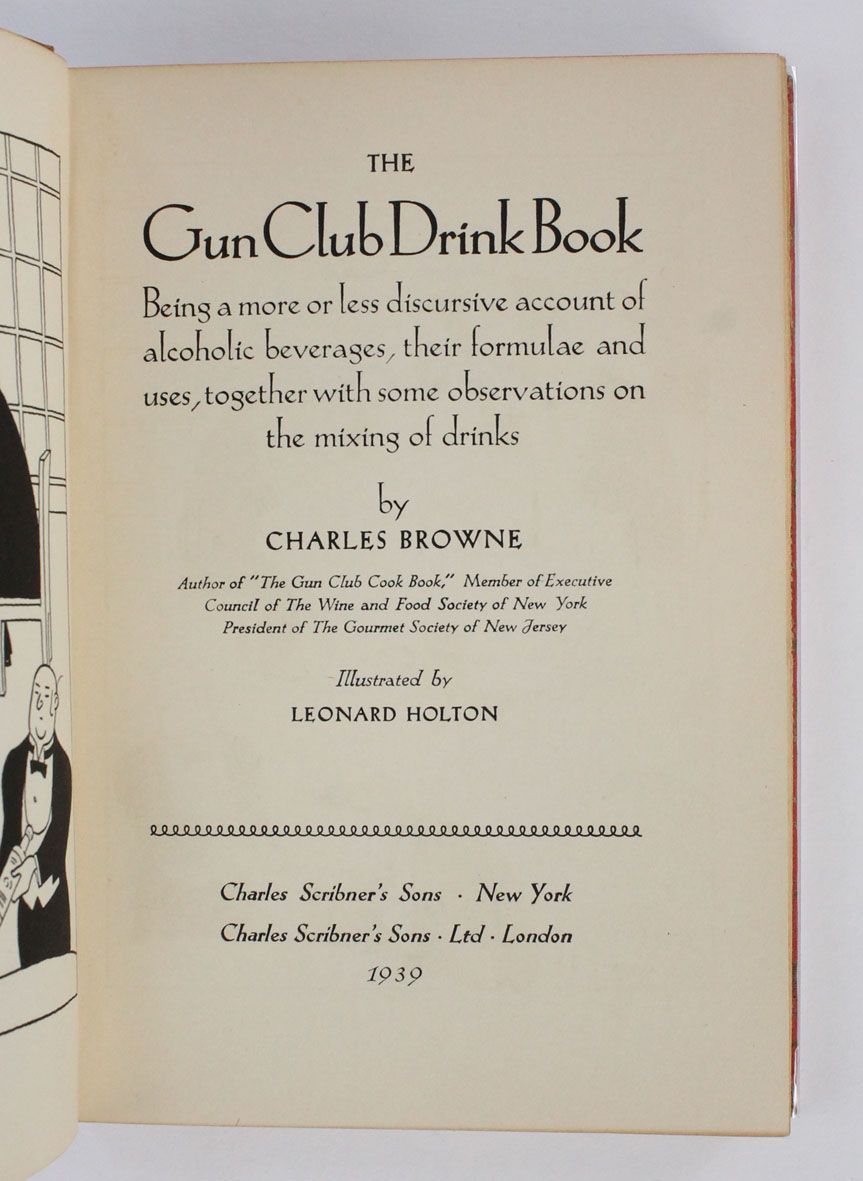 THE
Gun Club Drink Book
Being a more or less discursive account of
alcoholic beverages, their formulae and
uses, together with some observations on
the mixing of drinks
by
CHARLES BROWNE
Author of "The Gun Club Cook Book," Member of Executive
Council of The Wine and Food Society of New York
President of The Gourmet Society of New Jersey
Illustrated by
LEONARD HOLTON
Charles Scribner's Sons · New York
Charles Scribner's Sons · Ltd · London
1939